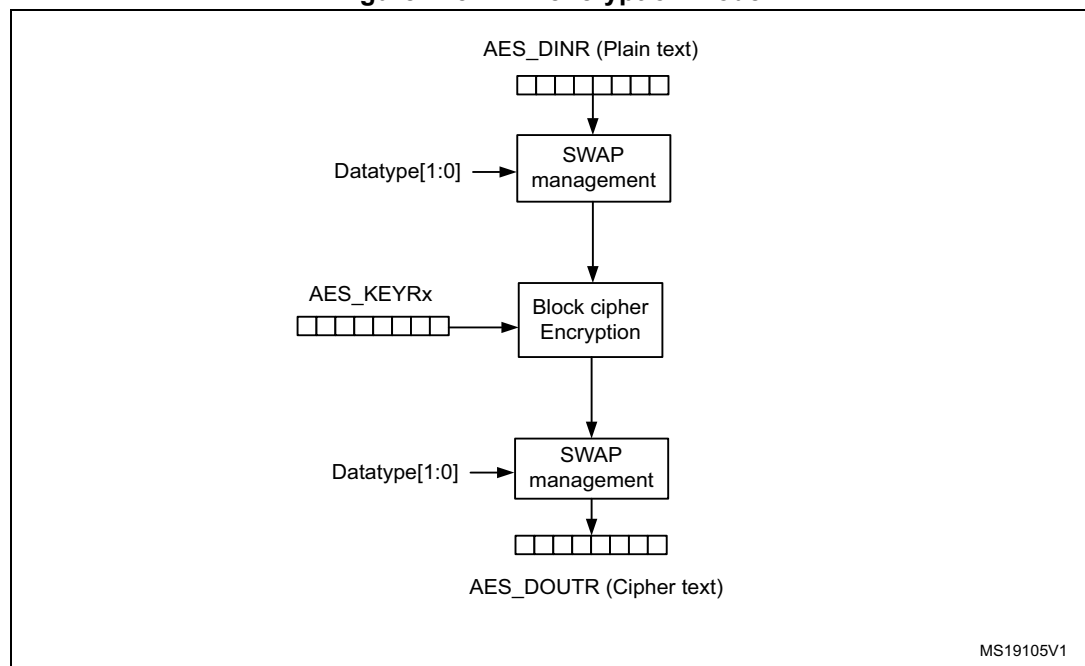 AES_DINR (Plain text)
SWAP
management
Datatype[1:0]
AES_KEYRx
Block cipher
Encryption
SWAP
management
Datatype[1:0]
AES_DOUTR (Cipher text)
MS19105V1